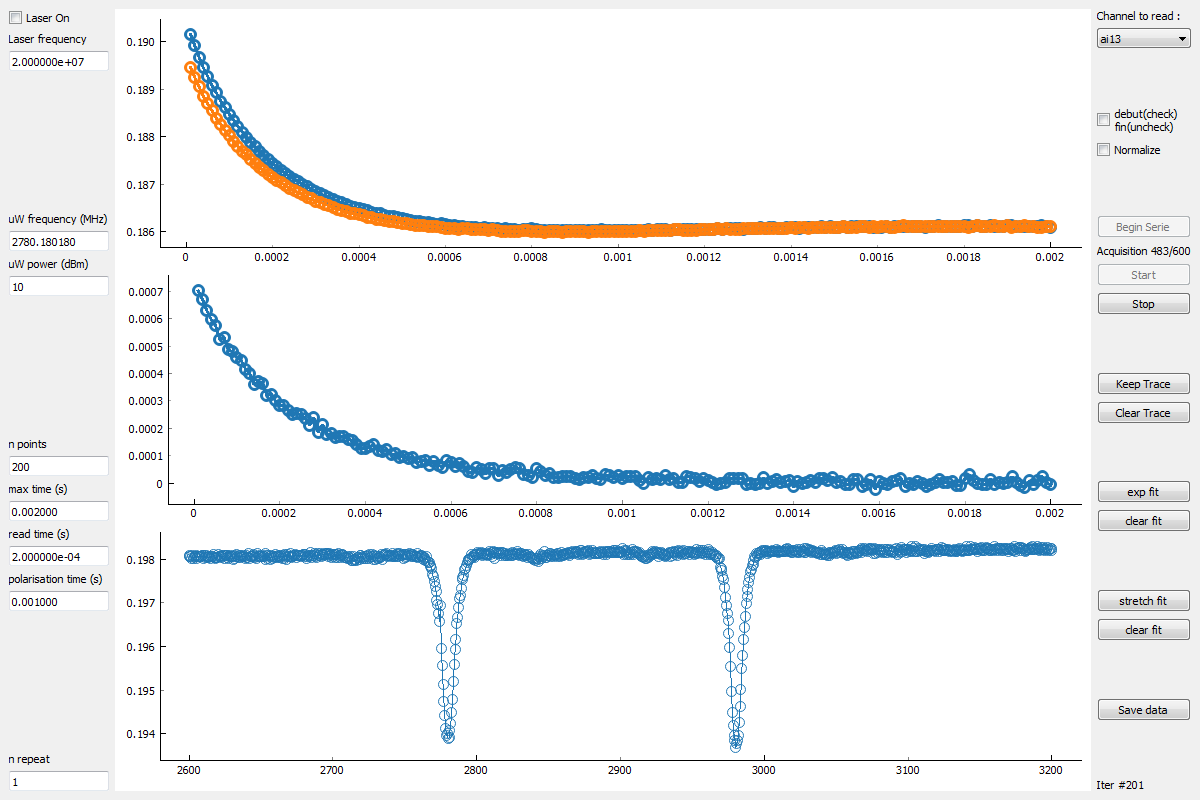 Laser On
Laser frequency
2.000000e+07
uW frequency (MHz)
2780.180180
uW power (dBm)
10
n points
200
max time (s)
0.002000
read time (s)
2.000000e-04
polarisation time (s)
0.001000
n repeat
1
0.190
0.189
0.188
0.187
0.186
0 0.0002 0.0004 0.0006 0.0008 0.001 0.0012 0.0014 0.0016 0.0018 0.002
0.0007
0.0006
0.0005
0.0004
0.0003
0.0002
0.0001
0
0 0.0002 0.0004 0.0006 0.0008 0.001 0.0012 0.0014 0.0016 0.0018 0.002
0.198
0.197
0.196
0.195
0.194
2600 2700 2800 2900 3000 3100 3200
Channel to read :
ai13
debut(check)
fin(uncheck)
Normalize
Begin Serie
Acquisition 483/600
Start
Stop
Keep Trace
Clear Trace
exp fit
clear fit
stretch fit
clear fit
Save data
Iter #201